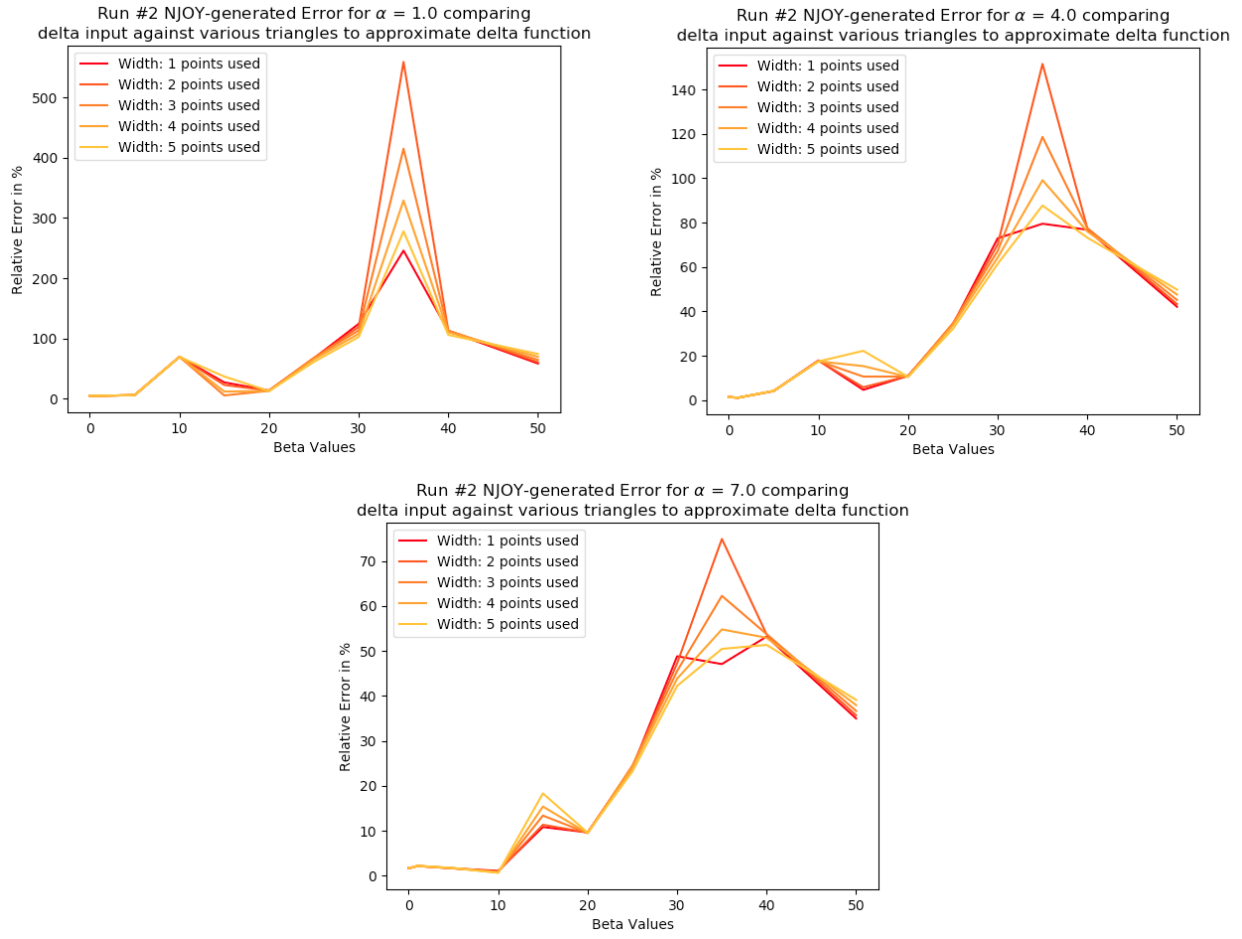 Run #2 NJOY-generated Error for α = 1.0 comparing
delta input against various triangles to approximate delta function
Width: 1 points used
Width: 2 points used
Width: 3 points used
Width: 4 points used
Width: 5 points used
Relative Error in %
500
400
300
200
100
0
0 10 20 30 40 50
Beta Values
Run #2 NJOY-generated Error for α = 4.0 comparing
delta input against various triangles to approximate delta function
Width: 1 points used
Width: 2 points used
Width: 3 points used
Width: 4 points used
Width: 5 points used
Relative Error in %
140
120
100
80
60
40
20
0
0 10 20 30 40 50
Beta Values
Run #2 NJOY-generated Error for α = 7.0 comparing
delta input against various triangles to approximate delta function
Width: 1 points used
Width: 2 points used
Width: 3 points used
Width: 4 points used
Width: 5 points used
Relative Error in %
70
60
50
40
30
20
10
0
0 10 20 30 40 50
Beta Values